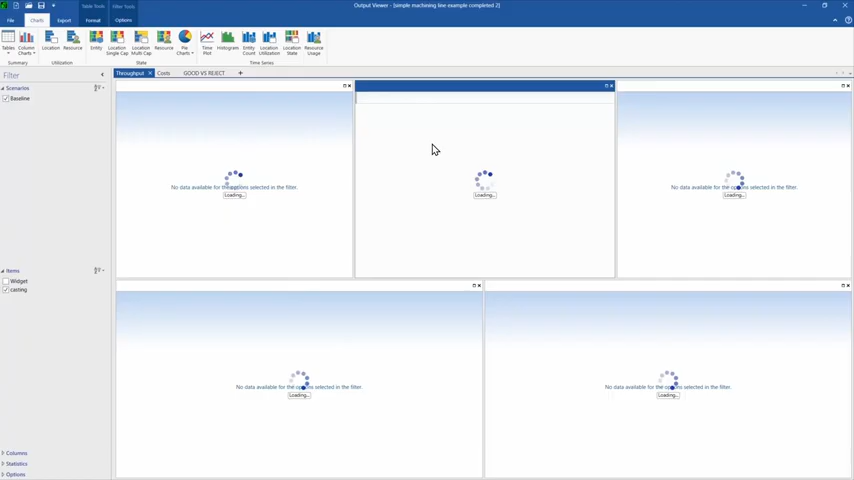 Output Viewer - [simple machining line example completed 2]
Table Tools
Filter Tools
File
Charts
Export
Format
Options
Tables
Column Charts
Location
Resource
Entity
Location Single Cap
Location Multi Cap
Resource
Pie Charts
Time Plot
Histogram
Entity Count
Location Utilization
Location State
Resource Usage
Summary
Utilization
State
Time Series
Filter
Throughput
Costs
GOOD VS REJECT
Scenarios
Baseline
No data available for the options selected in the filter.
Loading...
Loading...
No data available for the options selected in the filter.
Loading...
Items
Widget
casting
No data available for the options selected in the filter.
Loading...
No data available for the options selected in the filter.
Loading...
Columns
Statistics
Options